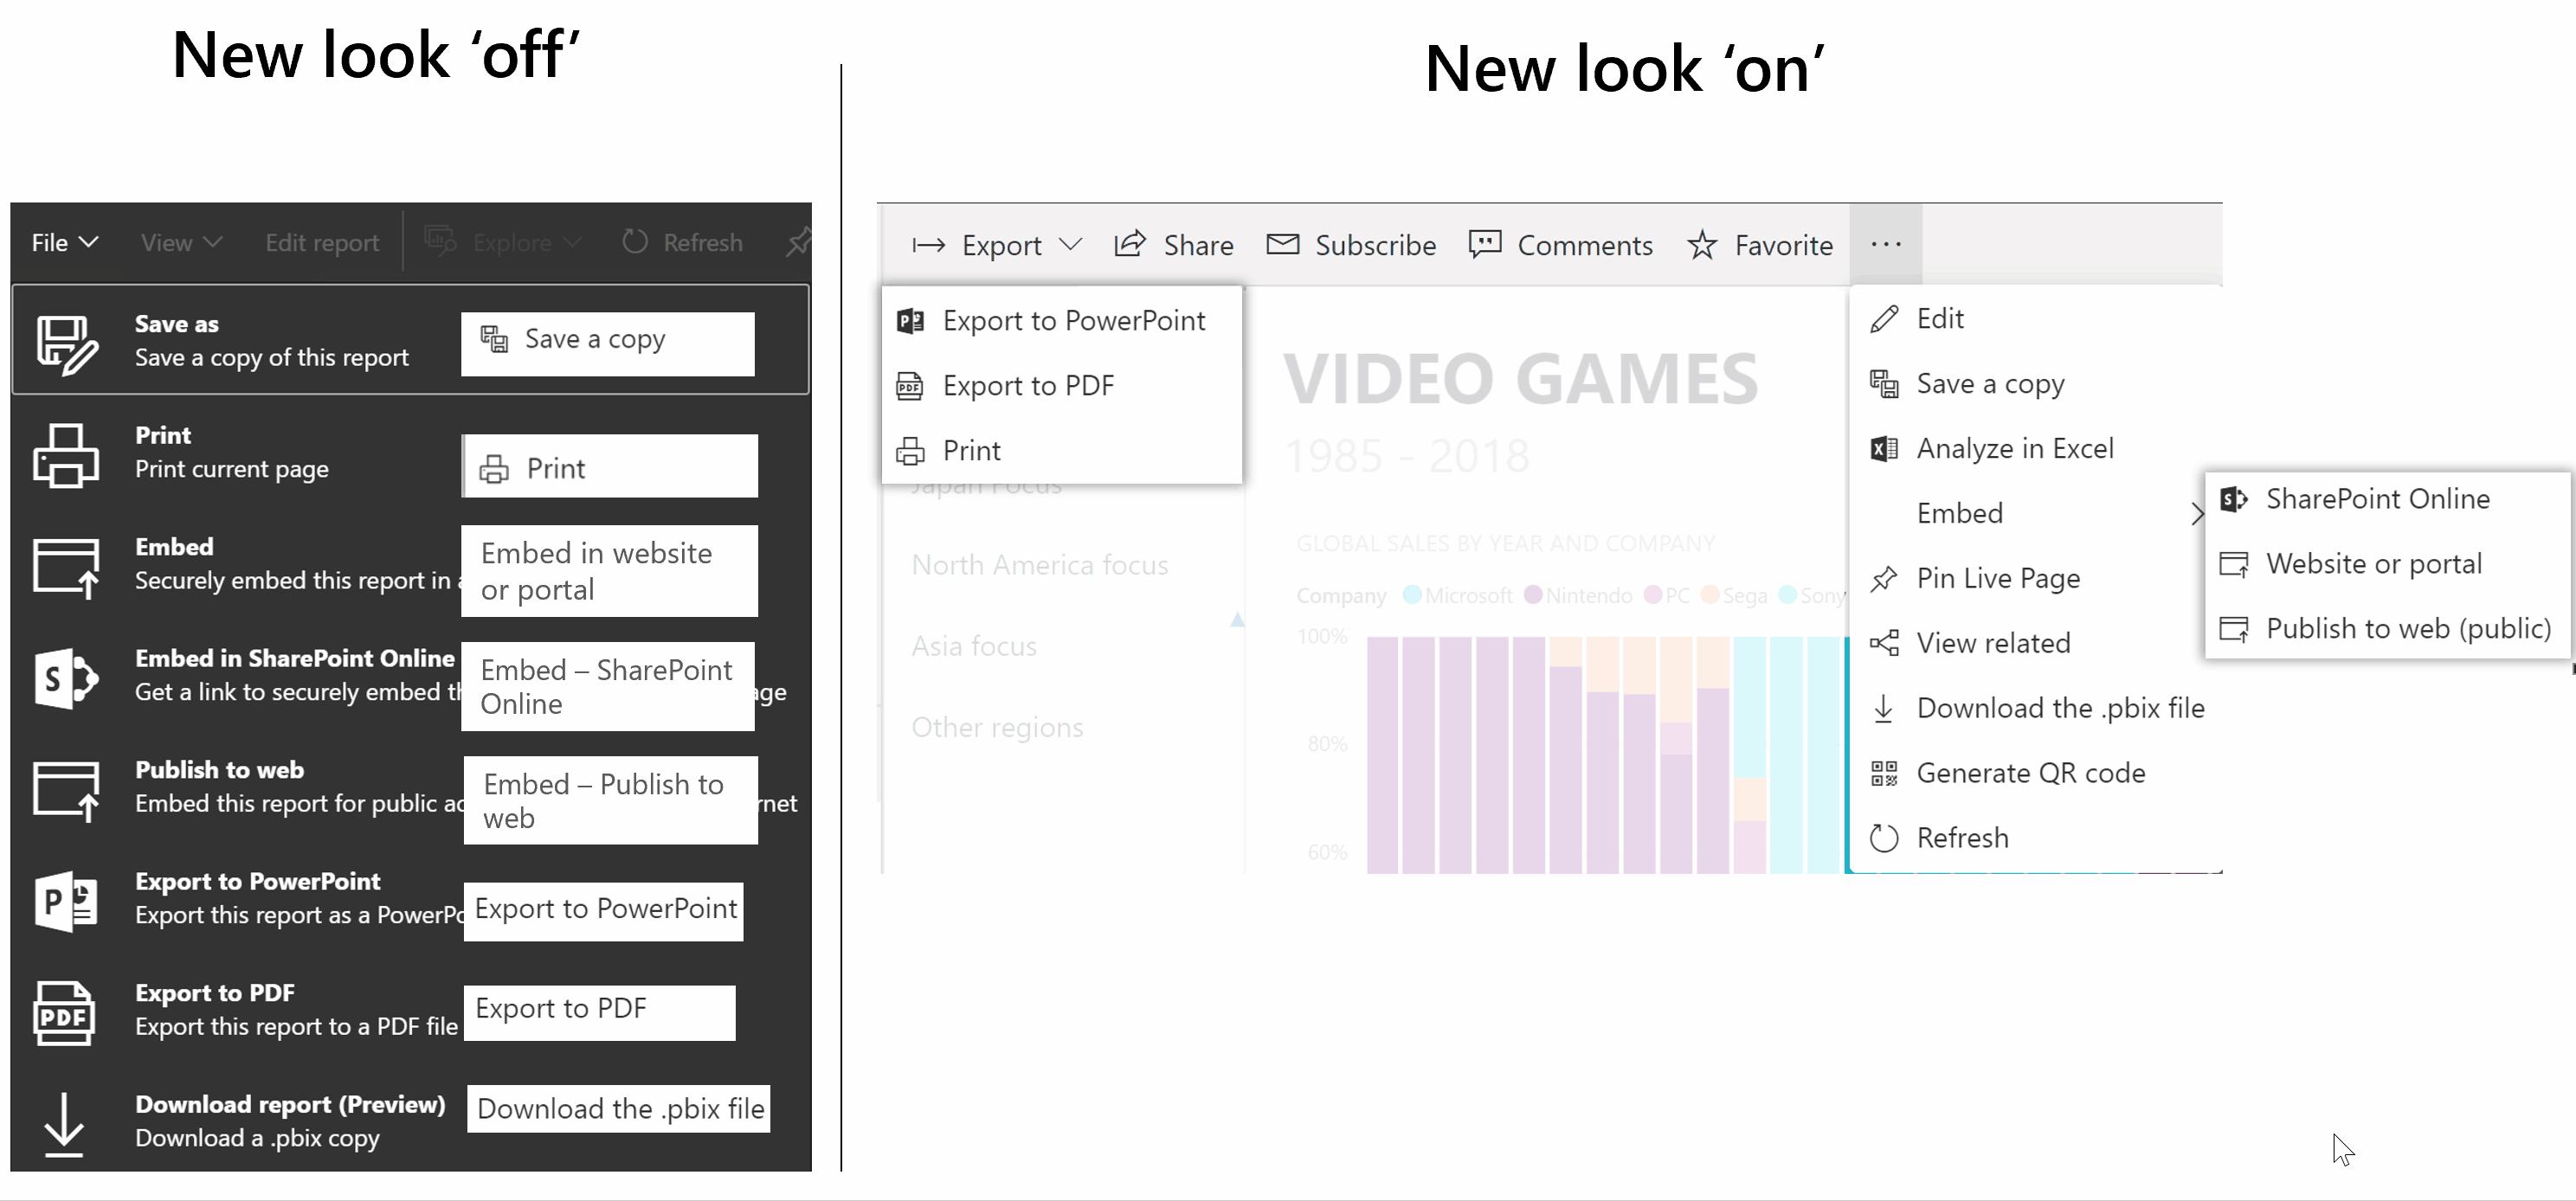 New look ‘off’
New look ‘on’
File
View
Edit report
Explore
Refresh
Save as
Save a copy of this report
Save a copy
Print
Print current page
Print
Embed
Securely embed this report in
Embed in website
or portal
Embed in SharePoint Online
Get a link to securely embed
Embed – SharePoint
Online
Publish to web
Embed this report for public
Embed – Publish to
web
Export to PowerPoint
Export this report as a
Export to PowerPoint
Export to PDF
Export this report to a PDF file
Export to PDF
Download report (Preview)
Download a .pbix copy
Download the .pbix file
Export
Share
Subscribe
Comments
Favorite
...
Export to PowerPoint
Export to PDF
Print
Japan Focus
North America focus
Asia focus
Other regions
VIDEO GAMES
1985 - 2018
GLOBAL SALES BY YEAR AND COMPANY
Company Microsoft Nintendo PC Sega Sony
100%
80%
60%
Edit
Save a copy
Analyze in Excel
Embed
Pin Live Page
View related
Download the .pbix file
Generate QR code
Refresh
SharePoint Online
Website or portal
Publish to web (public)